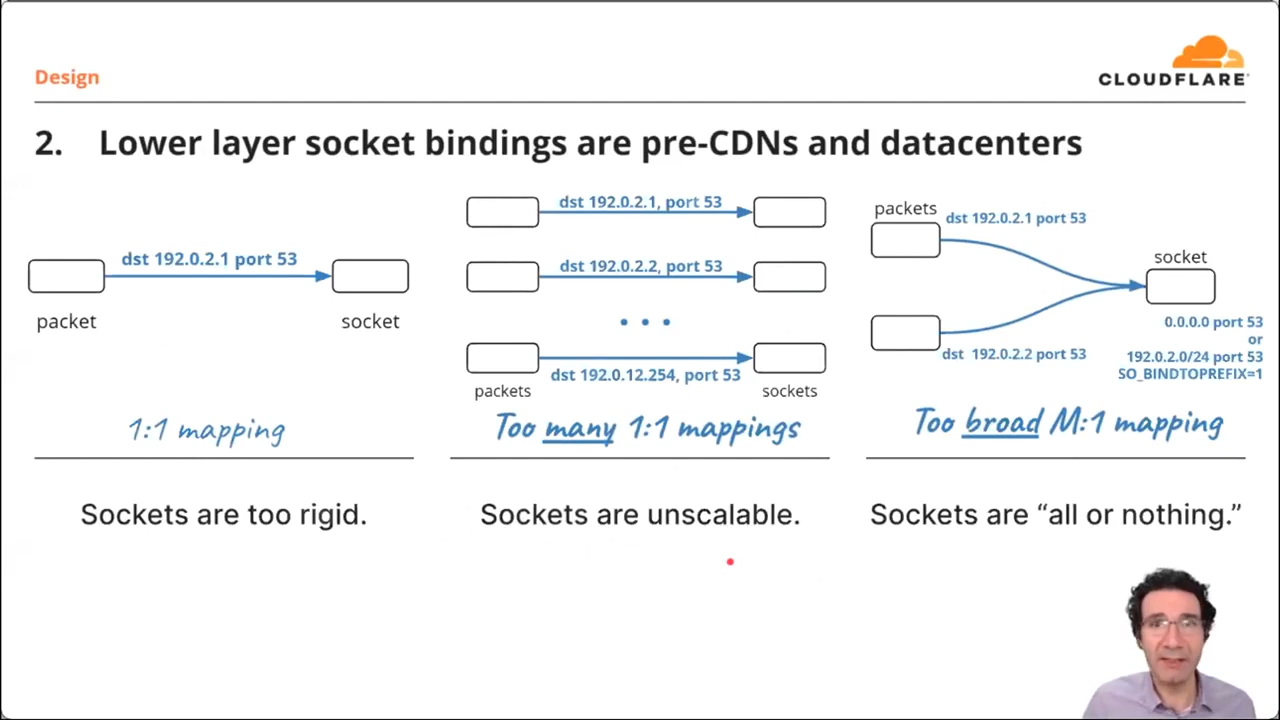 Design
CLOUDFLARE
2. Lower layer socket bindings are pre-CDNs and datacenters
dst 192.0.2.1 port 53
packet
socket
1:1 mapping
Sockets are too rigid.
dst 192.0.2.1, port 53
dst 192.0.2.2, port 53
• • •
dst 192.0.12.254, port 53
packets
sockets
Too many 1:1 mappings
Sockets are unscalable.
packets
dst 192.0.2.1 port 53
socket
0.0.0.0 port 53
or
192.0.2.0/24 port 53
SO_BINDTOPREFIX=1
dst 192.0.2.2 port 53
Too broad M:1 mapping
Sockets are “all or nothing.”